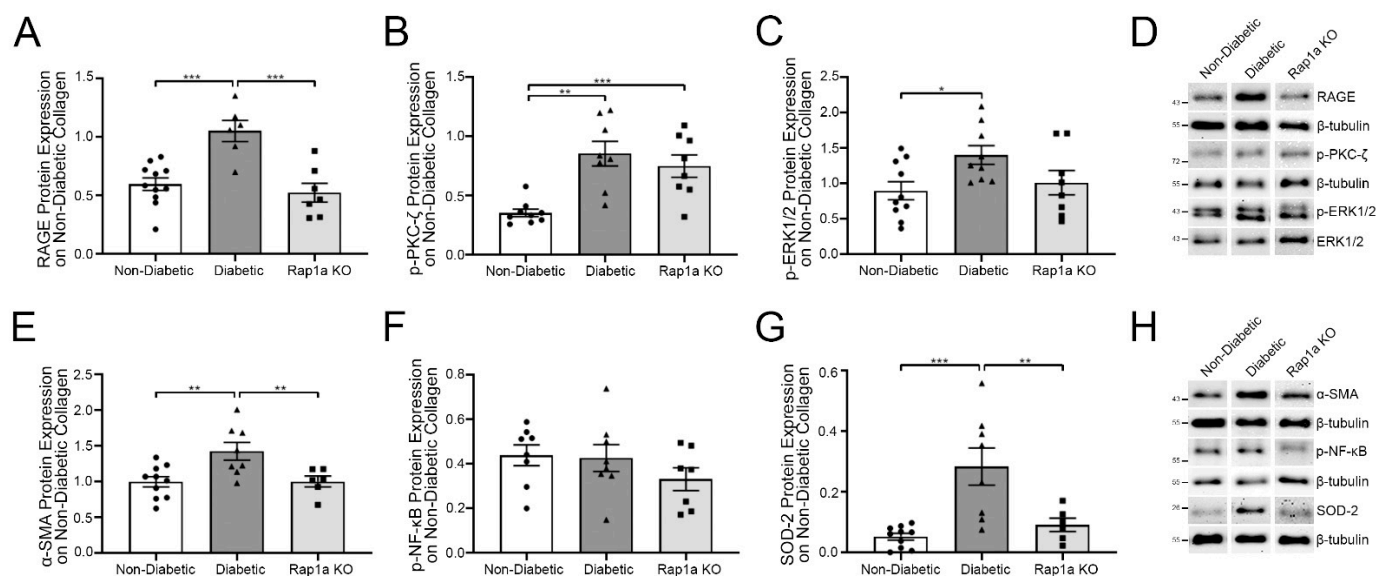 A
RAGE Protein Expression
on Non-Diabetic Collagen
1.5
1.0
0.5
0.0
***
***
Non-Diabetic
Diabetic
Rap1a KO
B
p-PKC-ζ Protein Expression
on Non-Diabetic Collagen
1.5
1.0
0.5
0.0
***
**
Non-Diabetic
Diabetic
Rap1a KO
C
p-ERK1/2 Protein Expression
on Non-Diabetic Collagen
2.5
2.0
1.5
1.0
0.5
0.0
*
Non-Diabetic
Diabetic
Rap1a KO
D
Non-Diabetic
Diabetic
Rap1a KO
43 RAGE
55 β-tubulin
72 p-PKC-ζ
55 β-tubulin
43 p-ERK1/2
43 ERK1/2
E
α-SMA Protein Expression
on Non-Diabetic Collagen
2.5
2.0
1.5
1.0
0.5
0.0
**
**
Non-Diabetic
Diabetic
Rap1a KO
F
p-NF-κB Protein Expression
on Non-Diabetic Collagen
0.8
0.6
0.4
0.2
0.0
Non-Diabetic
Diabetic
Rap1a KO
G
SOD-2 Protein Expression
on Non-Diabetic Collagen
0.6
0.4
0.2
0.0
***
**
Non-Diabetic
Diabetic
Rap1a KO
H
Non-Diabetic
Diabetic
Rap1a KO
43 α-SMA
55 β-tubulin
55 p-NF-κB
55 β-tubulin
26 SOD-2
55 β-tubulin